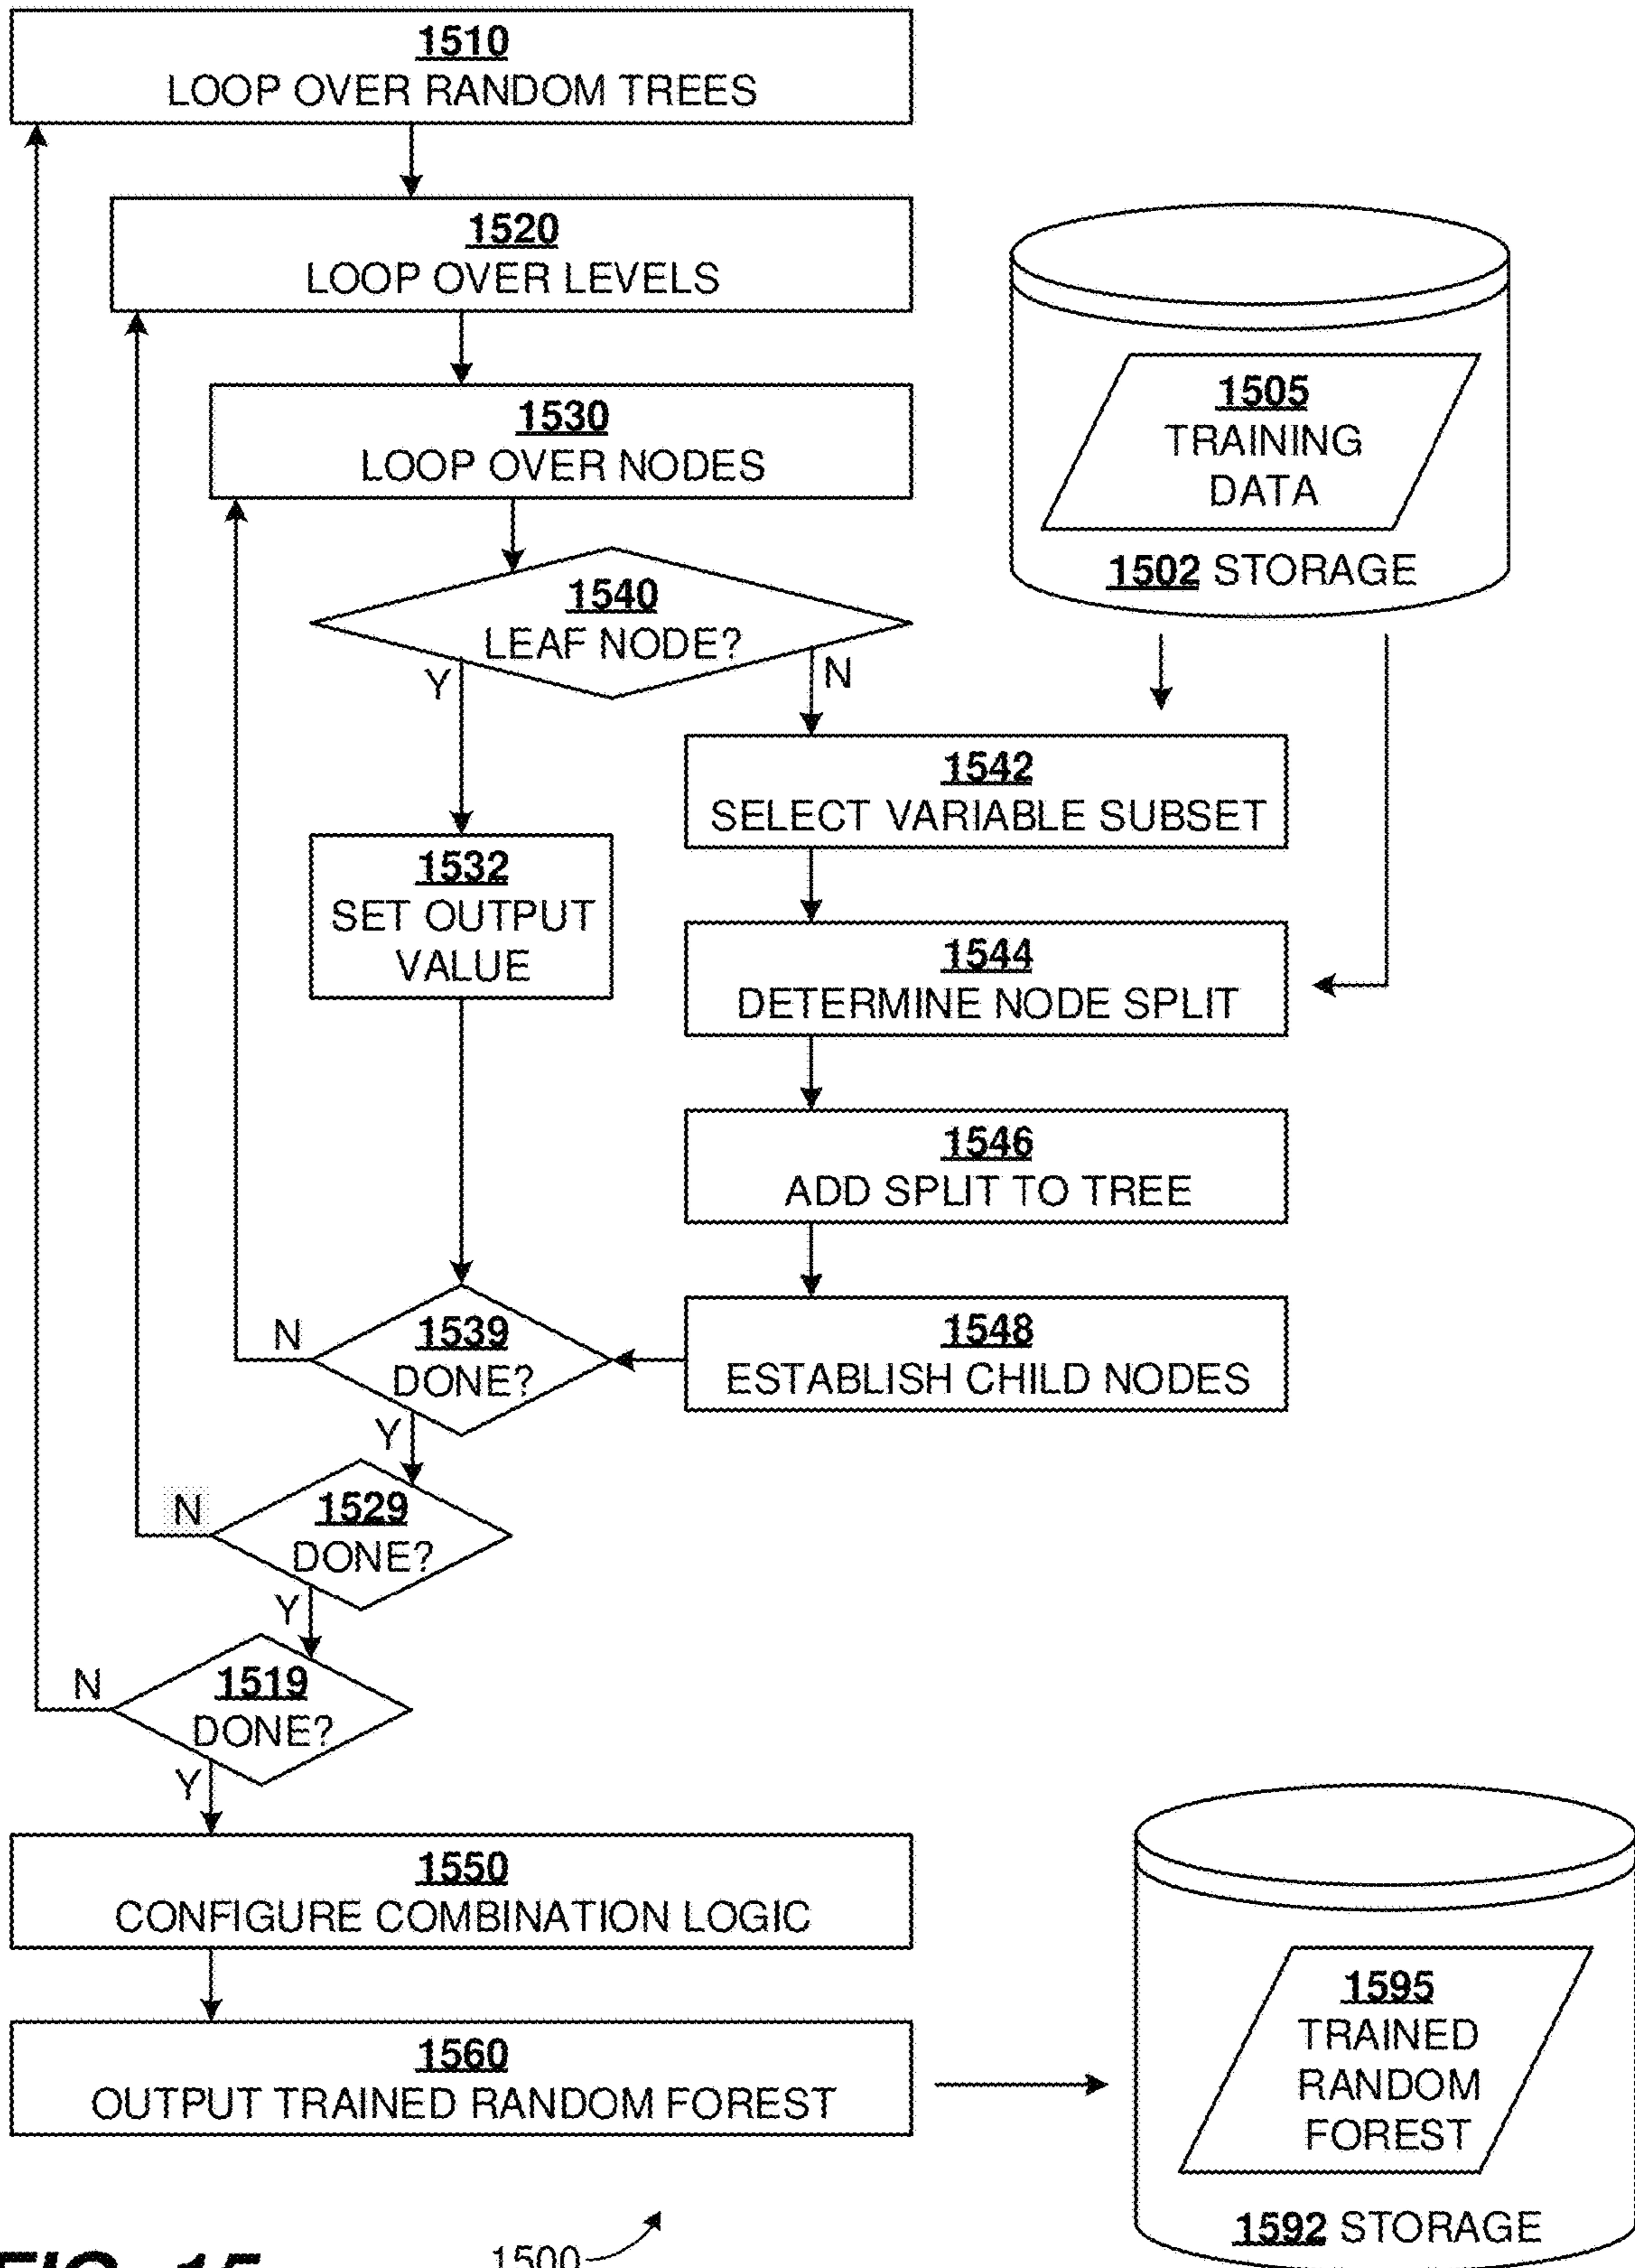 1510
LOOP OVER RANDOM TREES
1520
LOOP OVER LEVELS
1530
LOOP OVER NODES
1505
TRAINING
DATA
1502 STORAGE
1540
LEAF NODE?
Y
N
1542
SELECT VARIABLE SUBSET
1532
SET OUTPUT
VALUE
1544
DETERMINE NODE SPLIT
1546
ADD SPLIT TO TREE
1548
ESTABLISH CHILD NODES
1539
DONE?
N
Y
1529
DONE?
N
Y
1519
DONE?
N
Y
1550
CONFIGURE COMBINATION LOGIC
1560
OUTPUT TRAINED RANDOM FOREST
1595
TRAINED
RANDOM
FOREST
1592 STORAGE
FIG. 15
1500